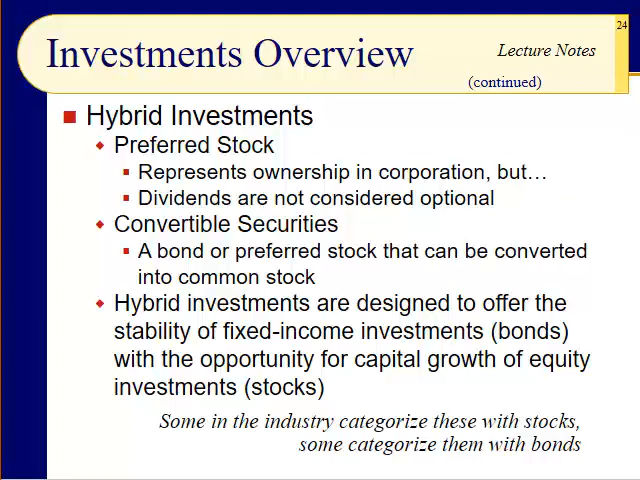 24
Investments Overview
Lecture Notes
(continued)
Hybrid Investments
Preferred Stock
Represents ownership in corporation, but…
Dividends are not considered optional
Convertible Securities
A bond or preferred stock that can be converted
into common stock
Hybrid investments are designed to offer the
stability of fixed-income investments (bonds)
with the opportunity for capital growth of equity
investments (stocks)
Some in the industry categorize these with stocks,
some categorize them with bonds